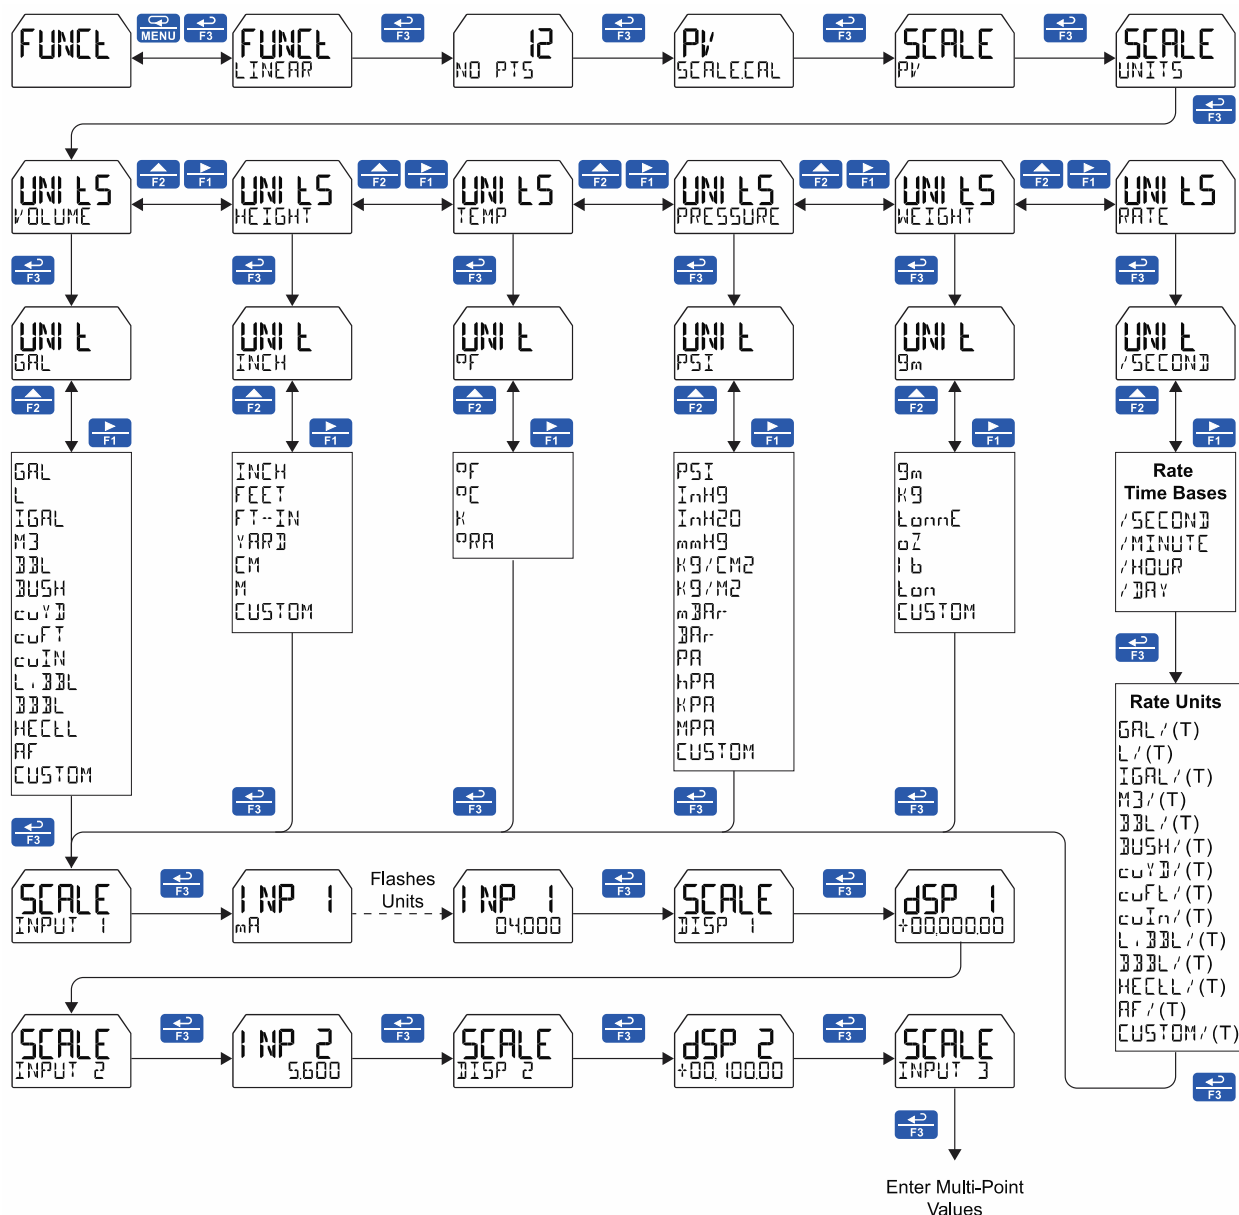 FUNCt
MENU
F3
FUNCt
LINEAR
F3
12
NO PTS
F3
PV
SCALE.CAL
F3
SCALE
PV
F3
SCALE
UNITS
F3
UNItS
VOLUME
F2
F1
UNItS
HEIGHT
F2
F1
UNItS
TEMP
F2
F1
UNItS
PRESSURE
F2
F1
UNItS
WEIGHT
F2
F1
UNItS
RATE
F3
F3
F3
F3
F3
F3
UNIt
GAL
UNIt
INCH
UNIt
°F
UNIt
PSI
UNIt
gm
UNIt
/SECOND
F2
F1
F2
F1
F2
F1
F2
F1
F2
F1
F2
F1
GAL
L
IGAL
M3
BBL
BUSH
cuYD
cuFT
cuIN
LiBBL
BBBL
HECtL
AF
CUSTOM
INCH
FEET
FT-IN
YARD
CM
M
CUSTOM
°F
°C
K
°RA
PSI
InHg
InH2O
mmHg
Kg/CM2
Kg/M2
mBAr
BAr
PA
hPA
KPA
MPA
CUSTOM
gm
Kg
tonnE
oZ
lb
ton
CUSTOM
Rate
Time Bases
/SECOND
/MINUTE
/HOUR
/DAY
F3
Rate Units
GAL/(T)
L/(T)
IGAL/(T)
M3/(T)
BBL/(T)
BUSH/(T)
cuYD/(T)
cuFt/(T)
cuIn/(T)
LiBBL/(T)
BBBL/(T)
HECtL/(T)
AF/(T)
CUSTOM/(T)
F3
F3
F3
F3
F3
F3
SCALE
INPUT 1
F3
INP 1
mA
Flashes
Units
INP 1
04.000
F3
SCALE
DISP 1
F3
dSP 1
+00,000.00
SCALE
INPUT 2
F3
INP 2
5.600
F3
SCALE
DISP 2
F3
dSP 2
+00,100.00
F3
SCALE
INPUT 3
F3
Enter Multi-Point
Values